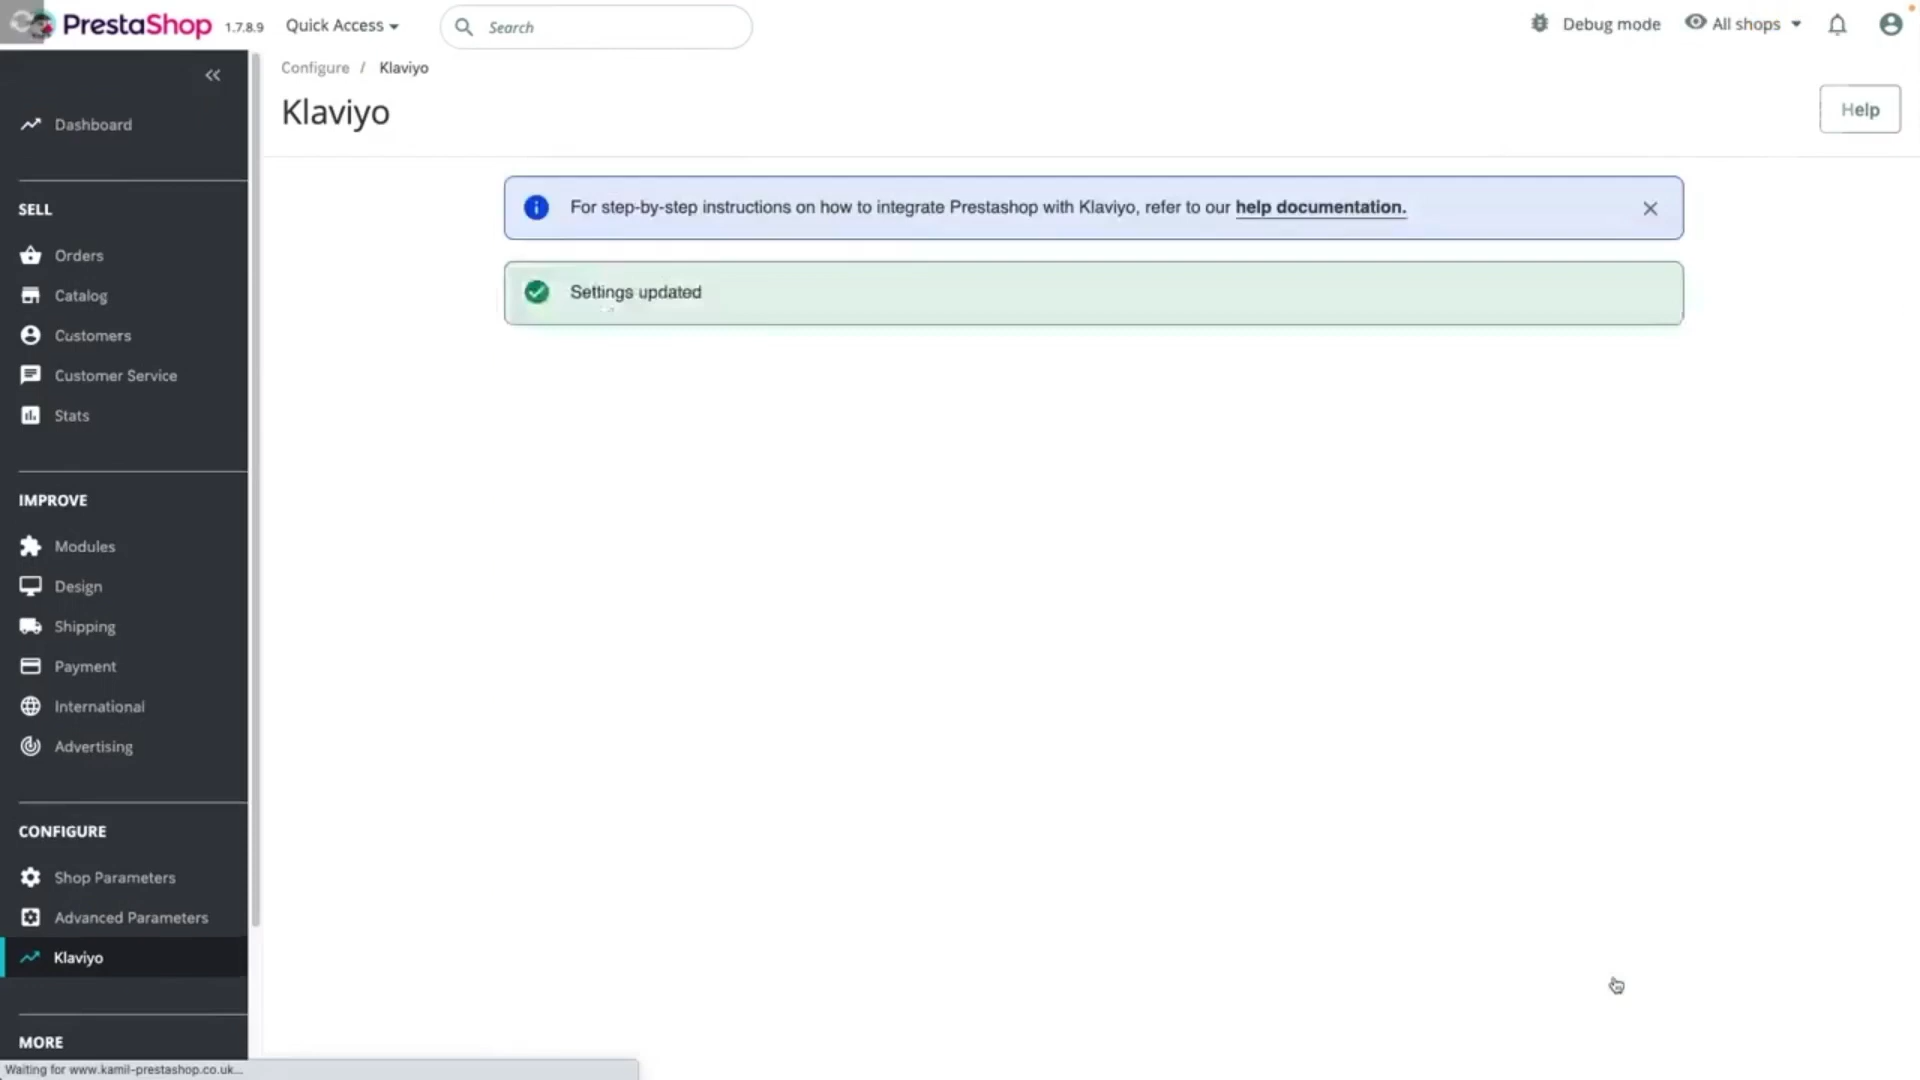 PrestaShop 1.7.8.9 Quick Access Search Debug mode All shops
Configure / Klaviyo
Klaviyo
Help
Dashboard
SELL
Orders
Catalog
Customers
Customer Service
Stats
IMPROVE
Modules
Design
Shipping
Payment
International
Advertising
CONFIGURE
Shop Parameters
Advanced Parameters
Klaviyo
MORE
For step-by-step instructions on how to integrate Prestashop with Klaviyo, refer to our help documentation.
Settings updated
Waiting for www.kamil-prestashop.co.uk...